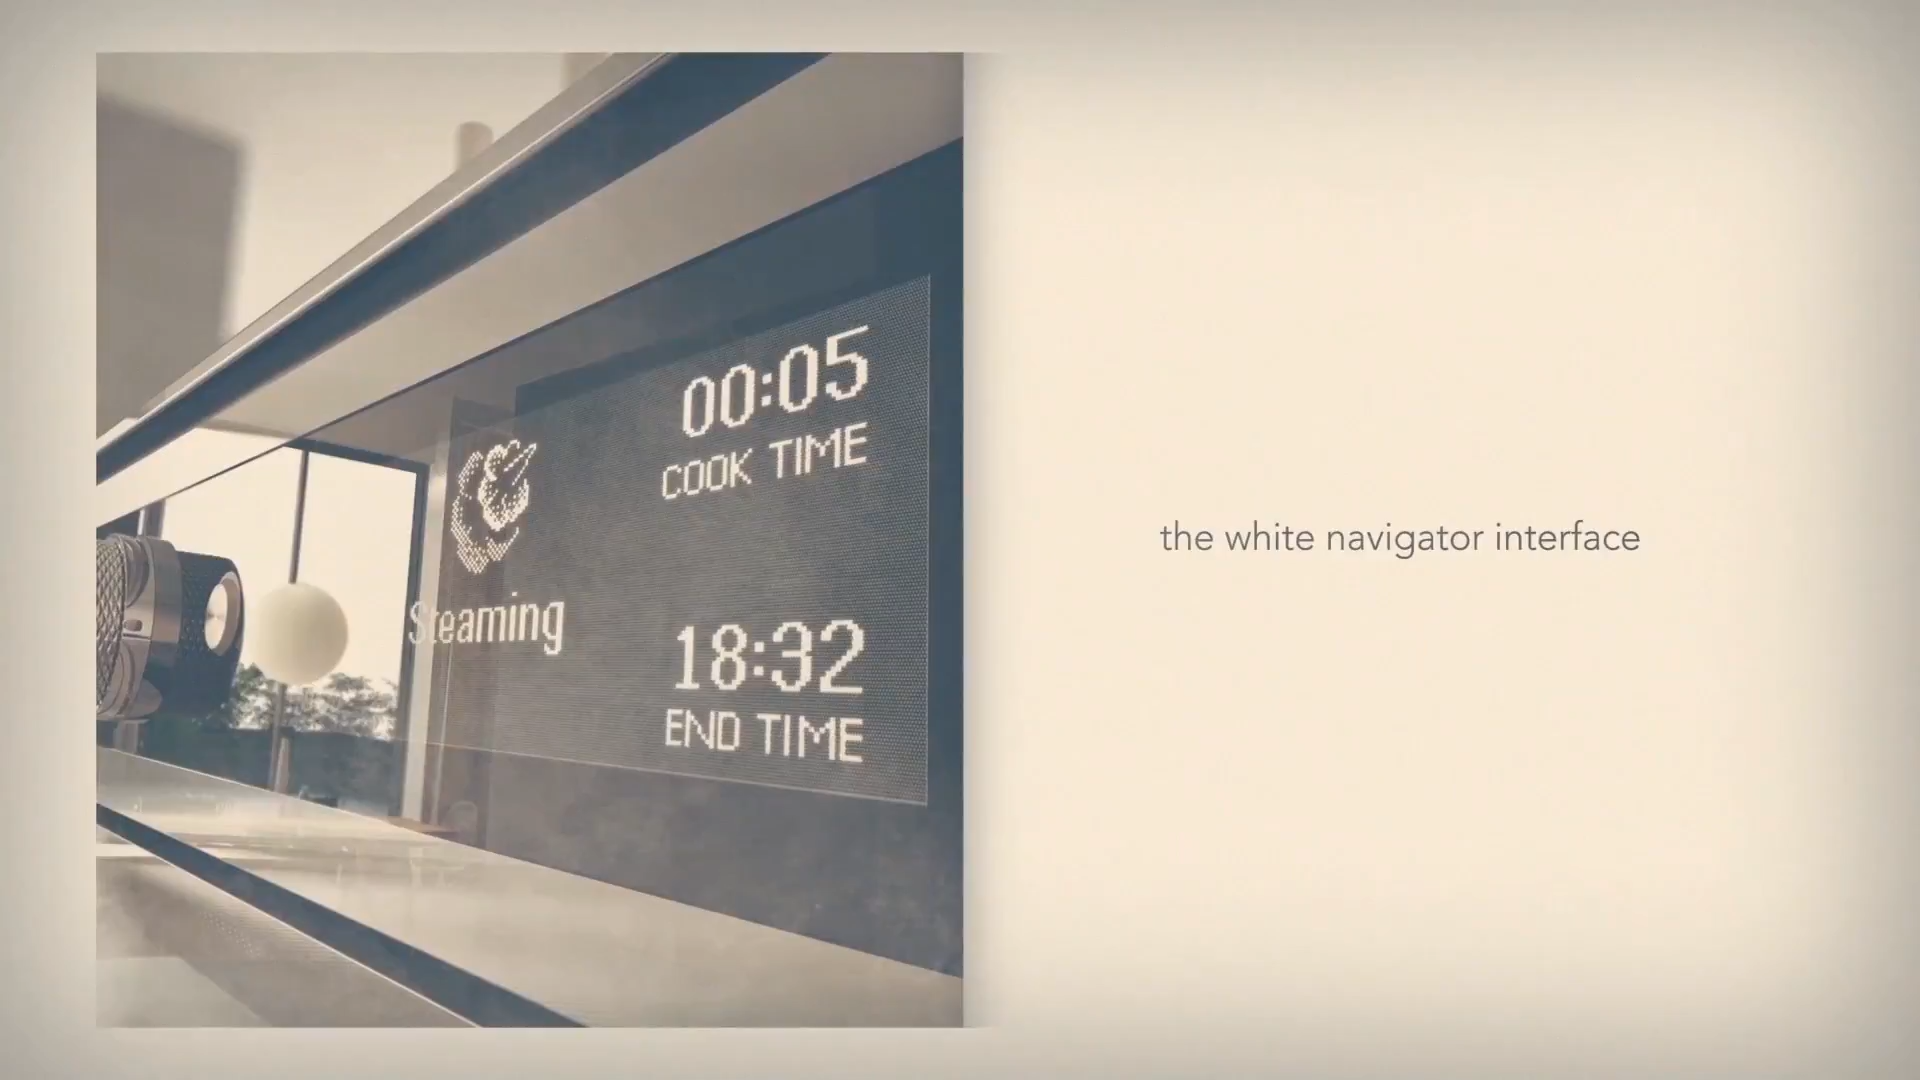 00:05
COOK TIME
Steaming
18:32
END TIME
the white navigator interface